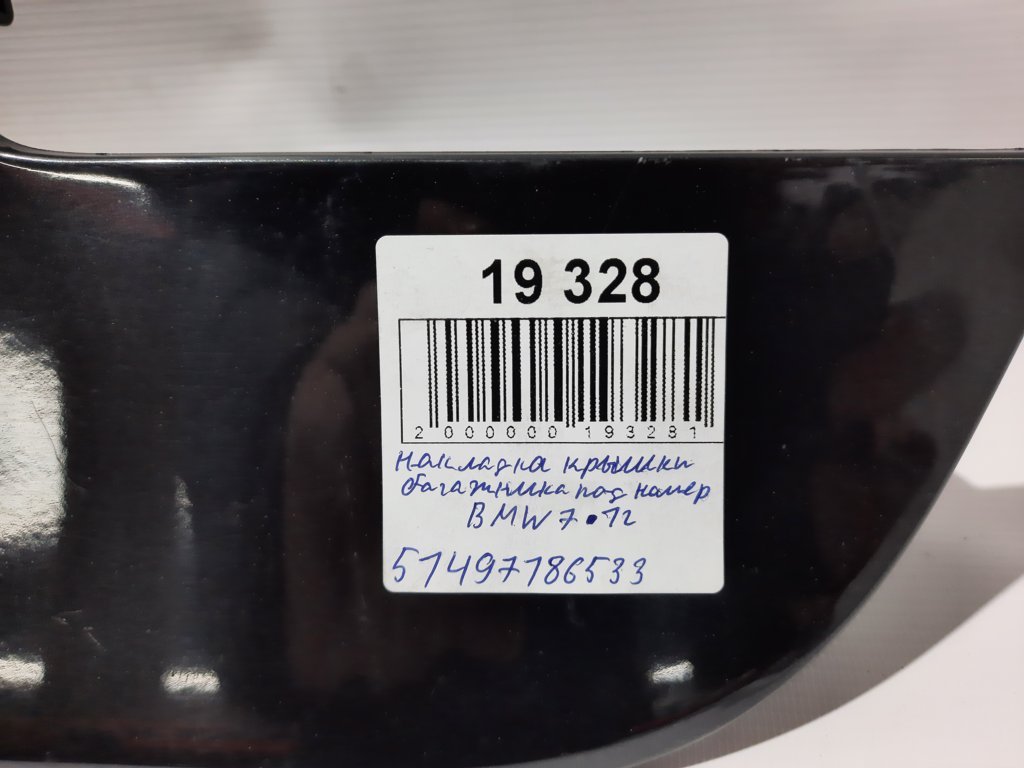 19 328
2 000000 193281
накладка крышки
багажника под номер
BMW 7 • 12
51497186533